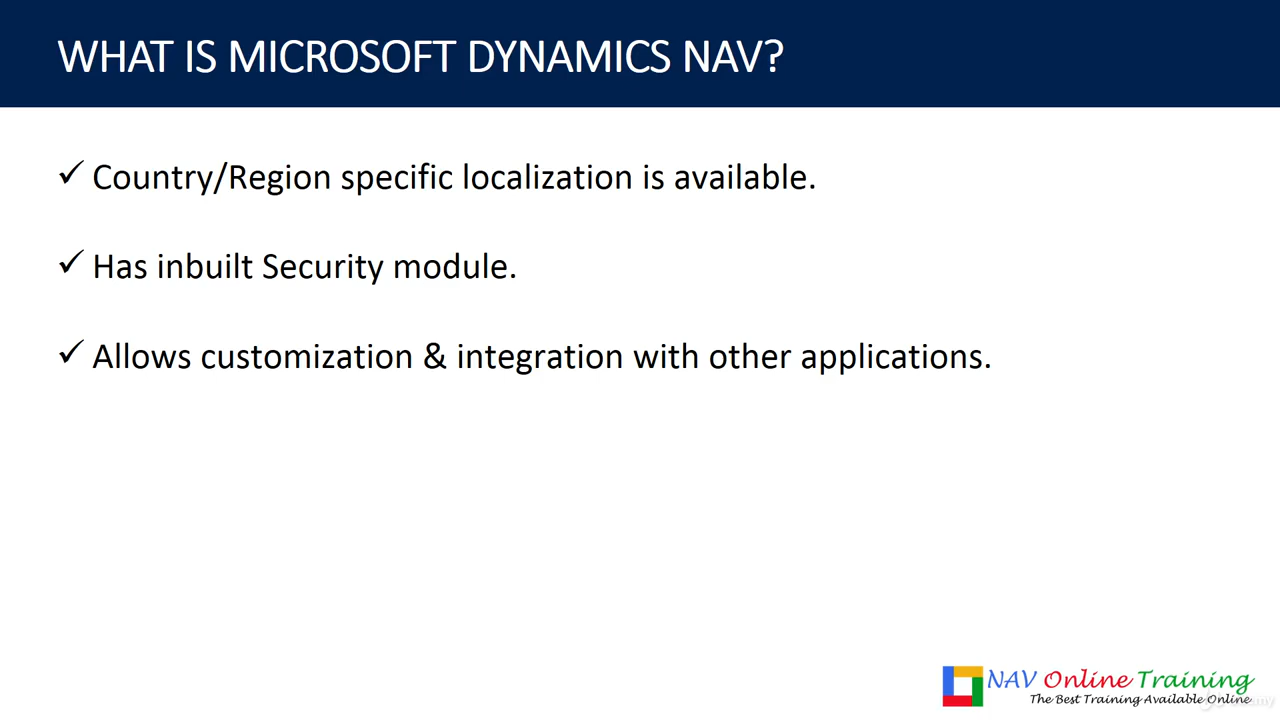 WHAT IS MICROSOFT DYNAMICS NAV?
✓ Country/Region specific localization is available.
✓ Has inbuilt Security module.
✓ Allows customization & integration with other applications.
NAV Online Training
The Best Training Available Online